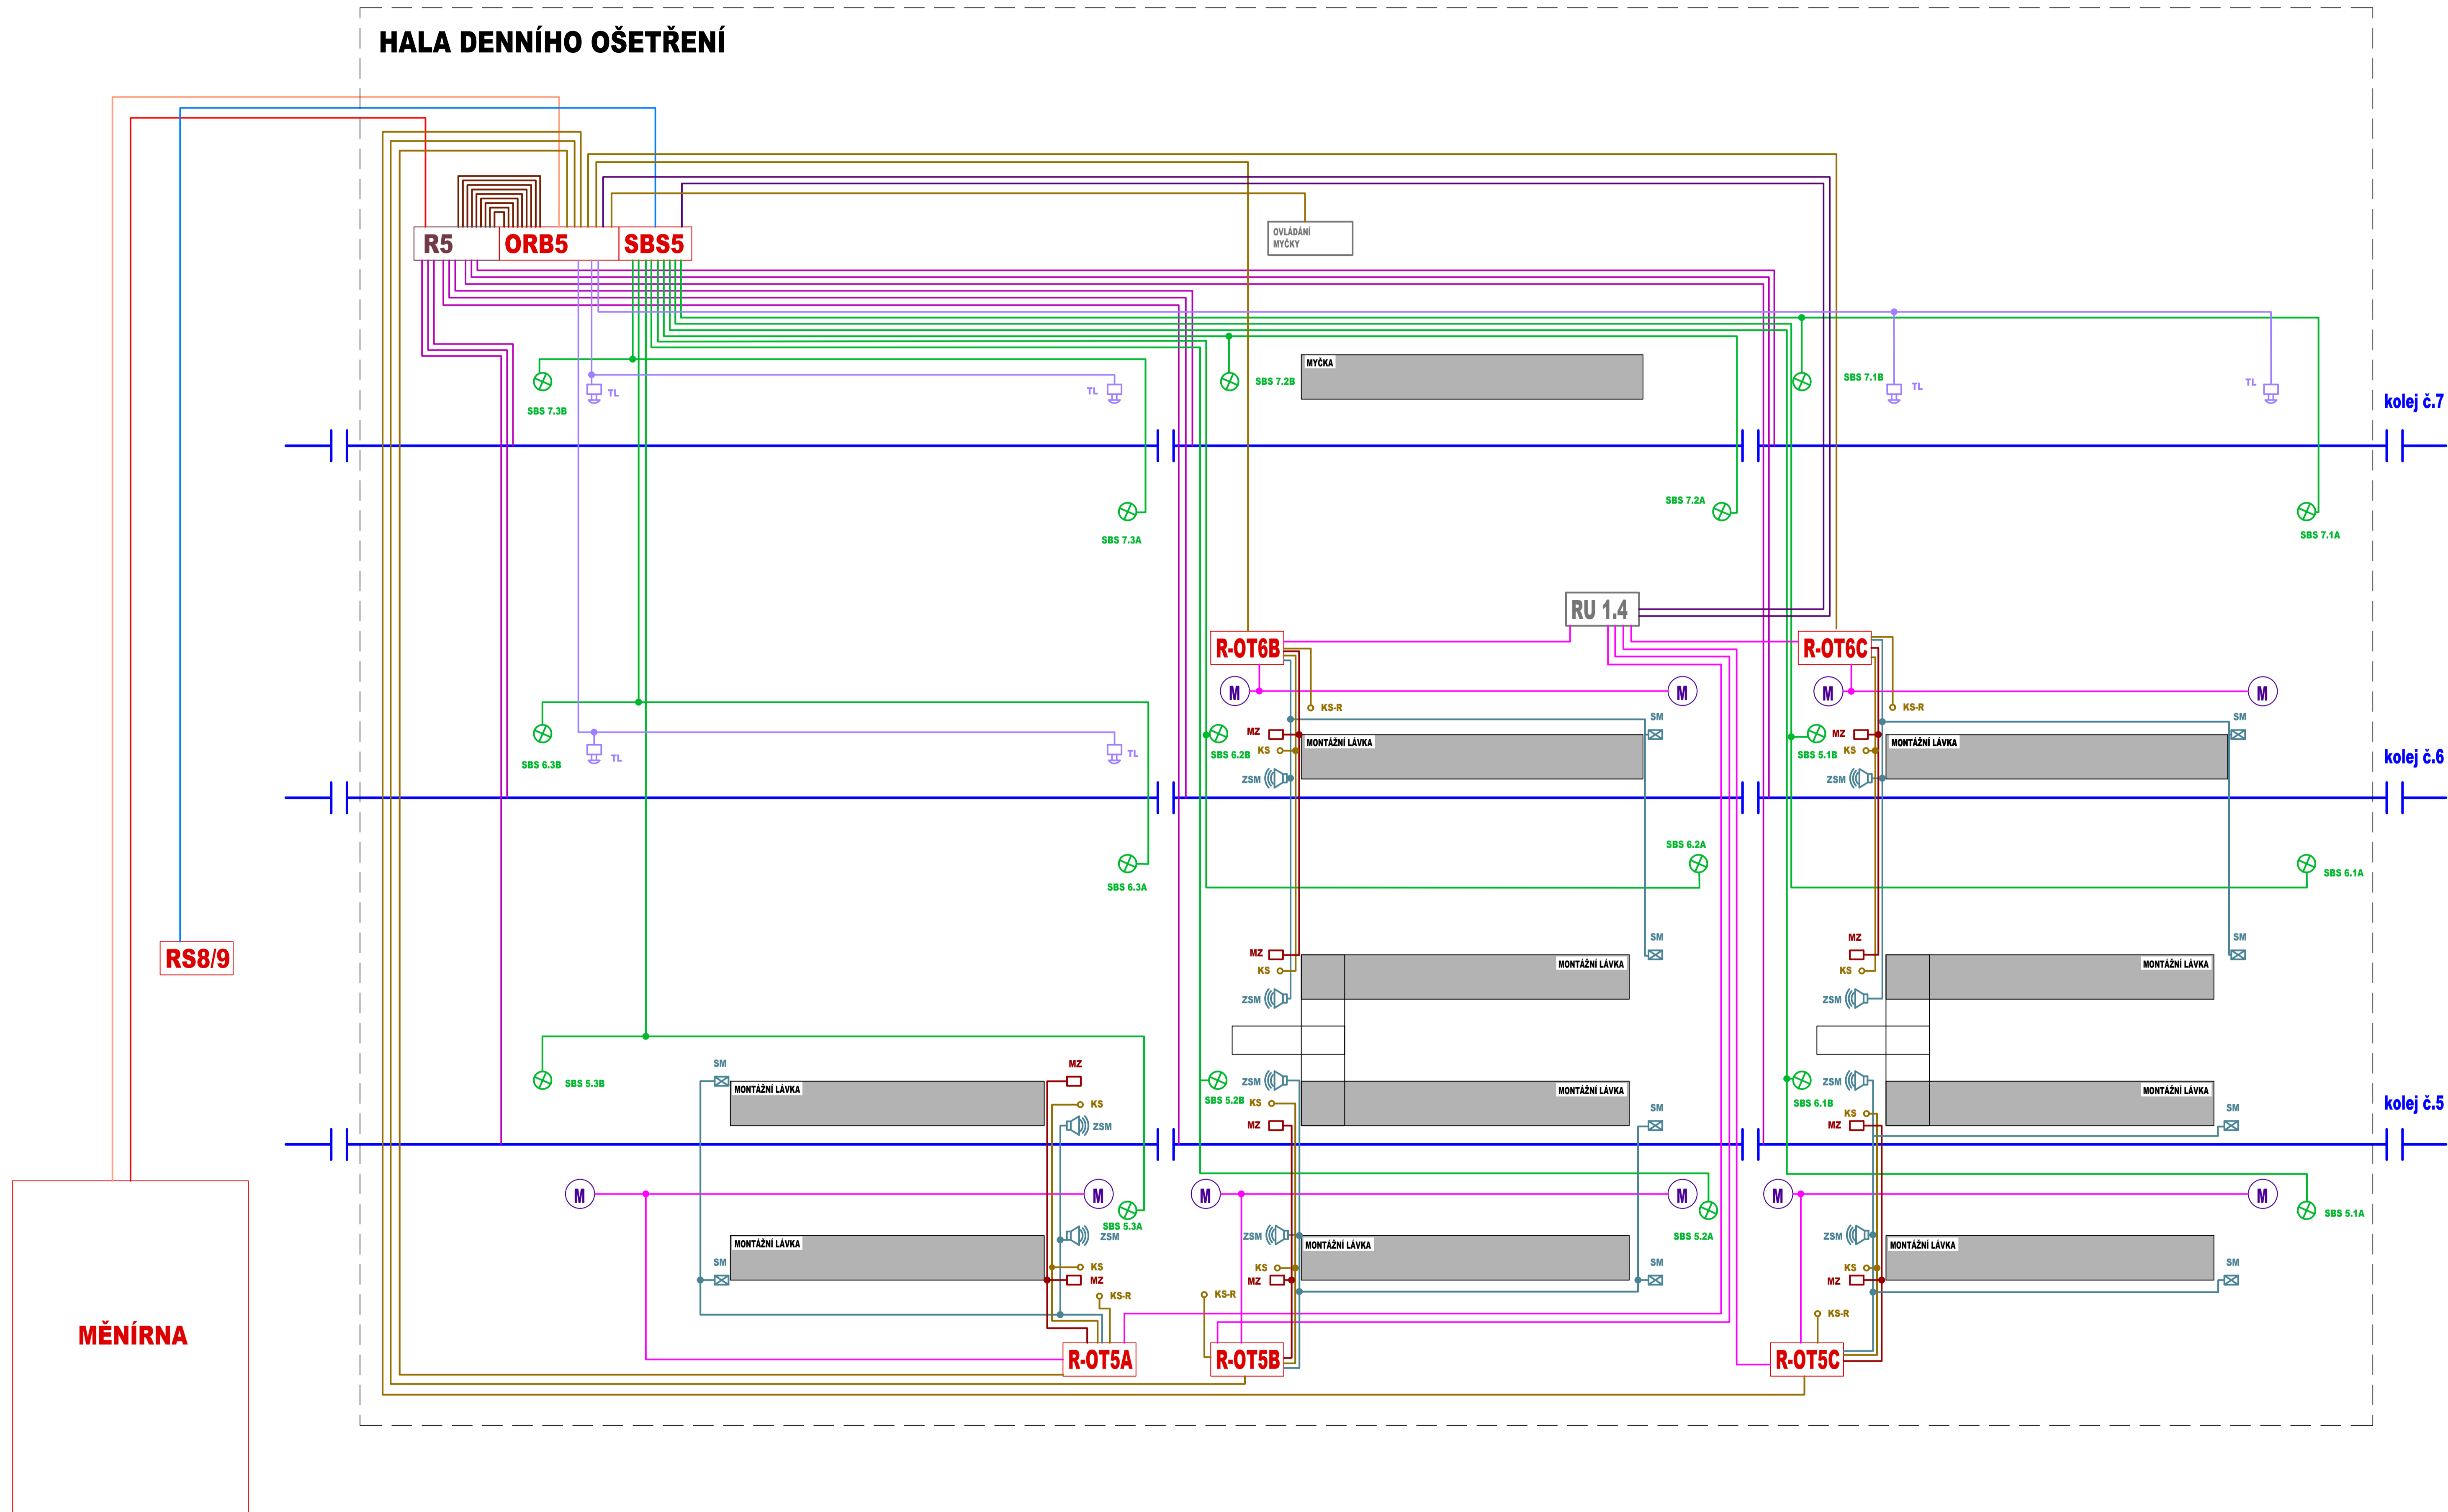 HALA DENNÍHO OŠETŘENÍ
R5
ORB5
SBS5
OVLÁDÁNÍ
MYČKY
MYČKA
SBS 7.3B
TL
TL
SBS 7.2B
SBS 7.1B
TL
TL
kolej č.7
SBS 7.3A
SBS 7.2A
SBS 7.1A
RU 1.4
R-OT6B
R-OT6C
M
M
M
M
KS-R
KS-R
SM
SM
MZ
MZ
MONTÁŽNÍ LÁVKA
MONTÁŽNÍ LÁVKA
KS
KS
SBS 6.3B
TL
TL
SBS 6.2B
SBS 5.1B
kolej č.6
ZSM
ZSM
SBS 6.3A
SBS 6.2A
SBS 6.1A
RS8/9
MZ
SM
MZ
SM
MONTÁŽNÍ LÁVKA
MONTÁŽNÍ LÁVKA
KS
KS
ZSM
ZSM
SBS 5.3B
SM
MONTÁŽNÍ LÁVKA
MZ
KS
ZSM
ZSM
SBS 5.2B
KS
MZ
MONTÁŽNÍ LÁVKA
SM
ZSM
SBS 6.1B
KS
MZ
MONTÁŽNÍ LÁVKA
SM
kolej č.5
M
M
M
M
M
M
SBS 5.3A
SBS 5.2A
SBS 5.1A
MONTÁŽNÍ LÁVKA
ZSM
ZSM
MONTÁŽNÍ LÁVKA
ZSM
MONTÁŽNÍ LÁVKA
SM
KS
MZ
KS
MZ
SM
KS
MZ
SM
KS-R
KS-R
KS-R
MĚNÍRNA
R-OT5A
R-OT5B
R-OT5C